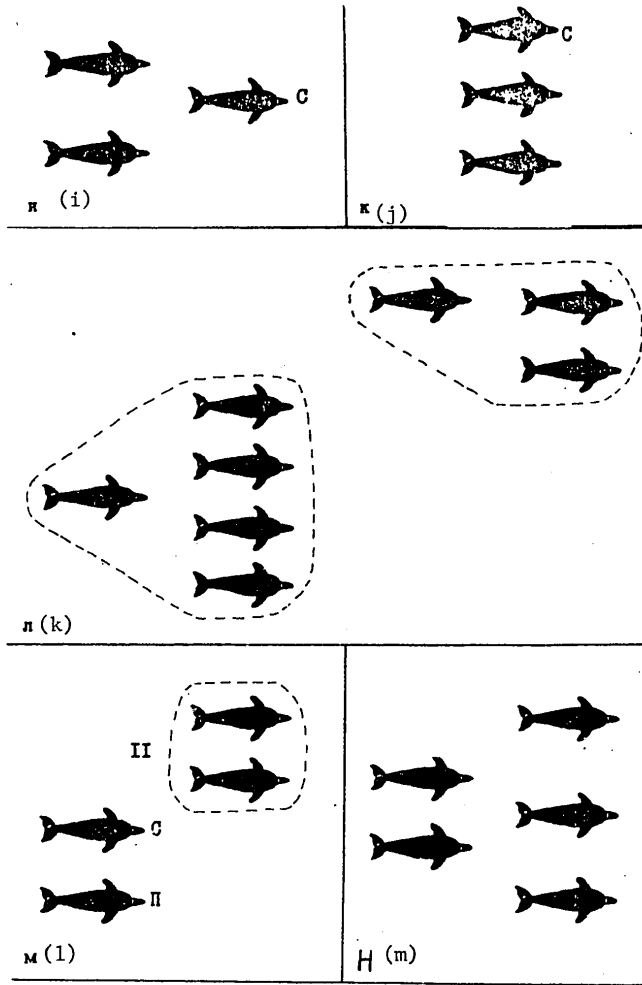 С
и (i)
С
к (j)
л (k)
II
С
П
м (l)
Н (m)